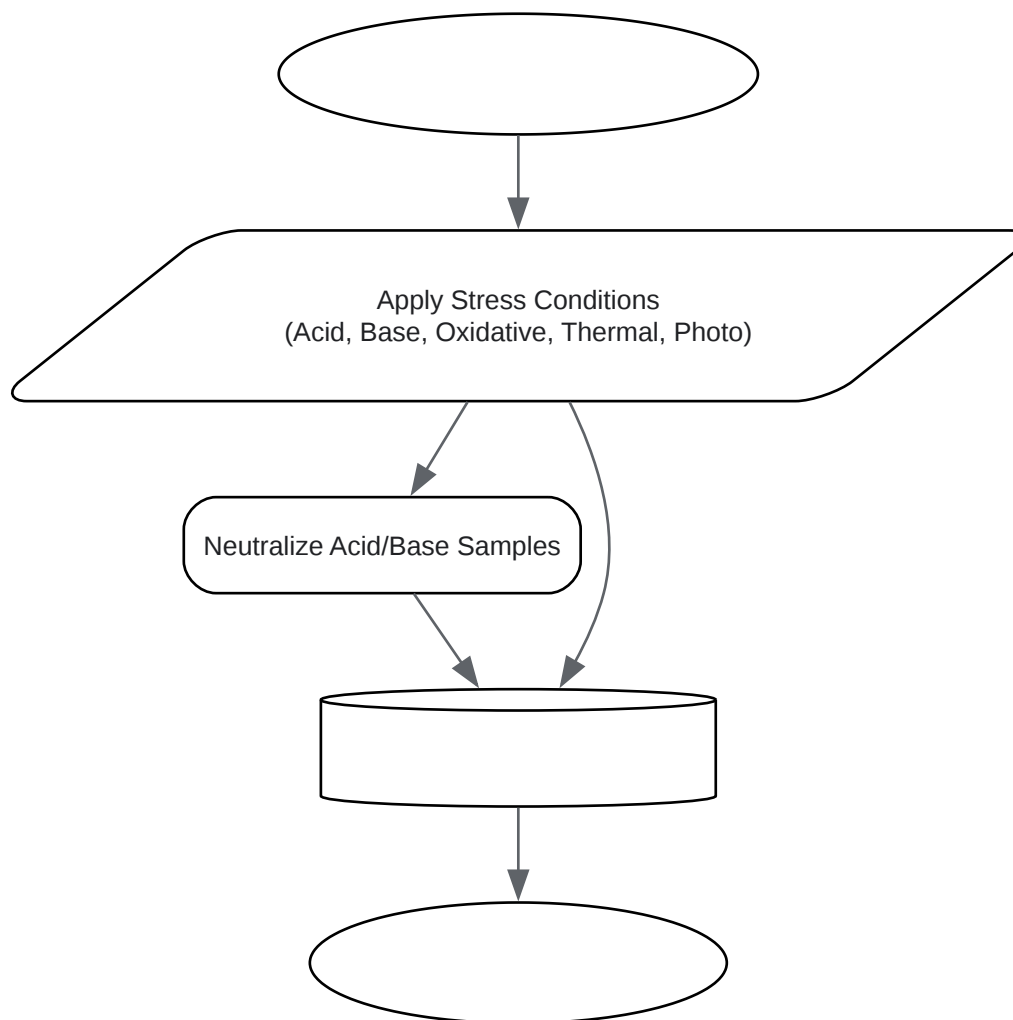 Apply Stress Conditions
(Acid, Base, Oxidative, Thermal, Photo)
Neutralize Acid/Base Samples